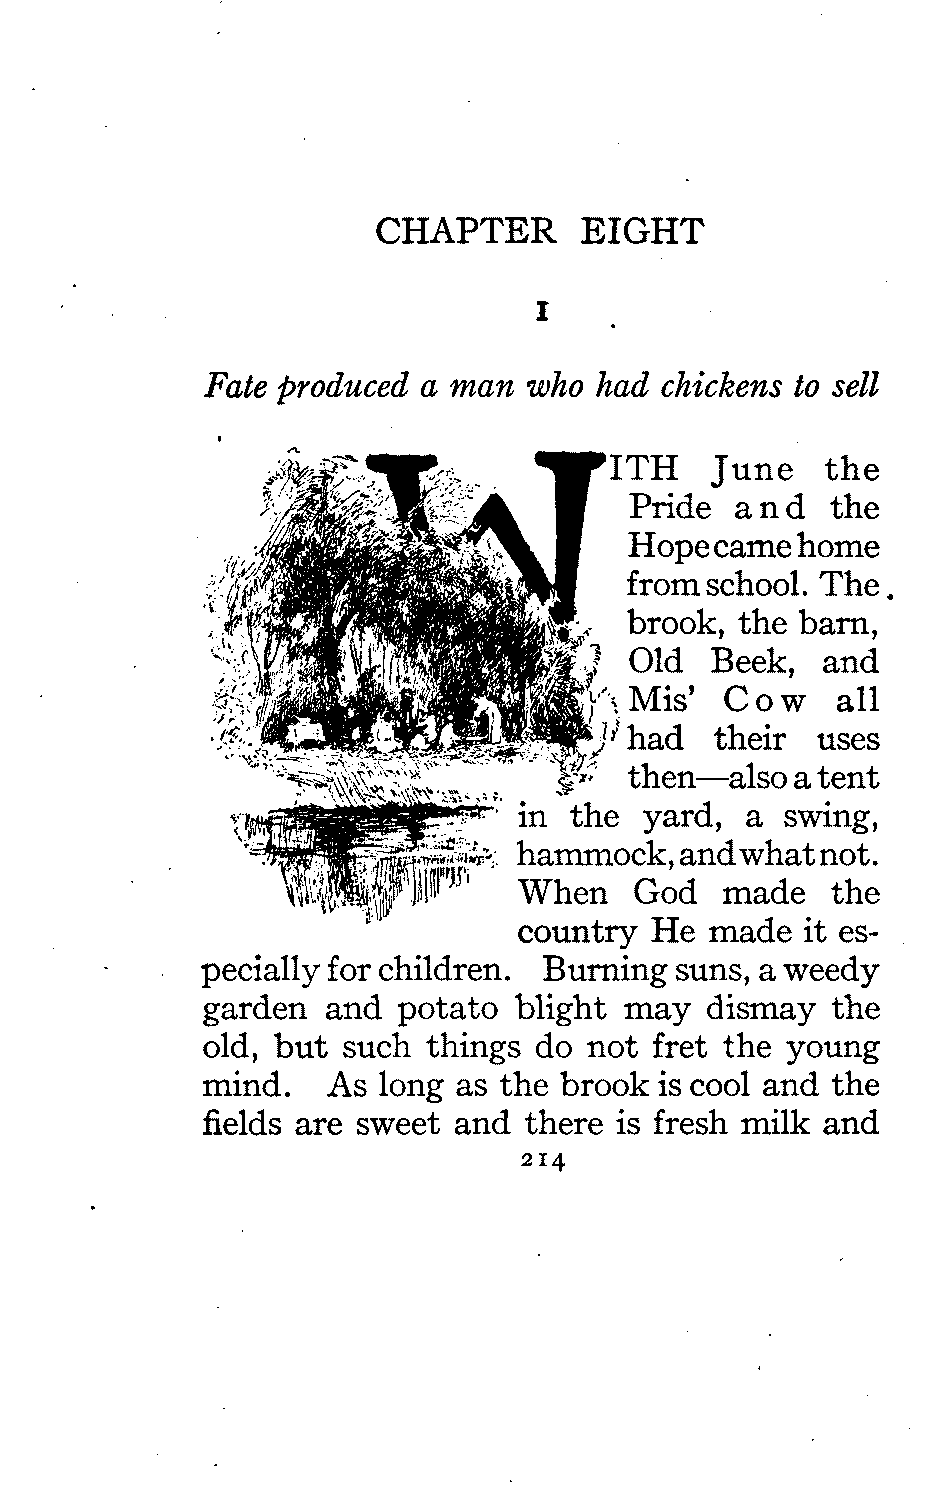 CHAPTER EIGHT
I
Fate produced a man who had chickens to sell
WITH June the
Pride and the
Hope came home
from school. The
brook, the barn,
Old Beek, and
Mis' Cow all
had their uses
then—also a tent
in the yard, a swing,
hammock, and what not.
When God made the
country He made it es-
pecially for children. Burning suns, a weedy
garden and potato blight may dismay the
old, but such things do not fret the young
mind. As long as the brook is cool and the
fields are sweet and there is fresh milk and
214